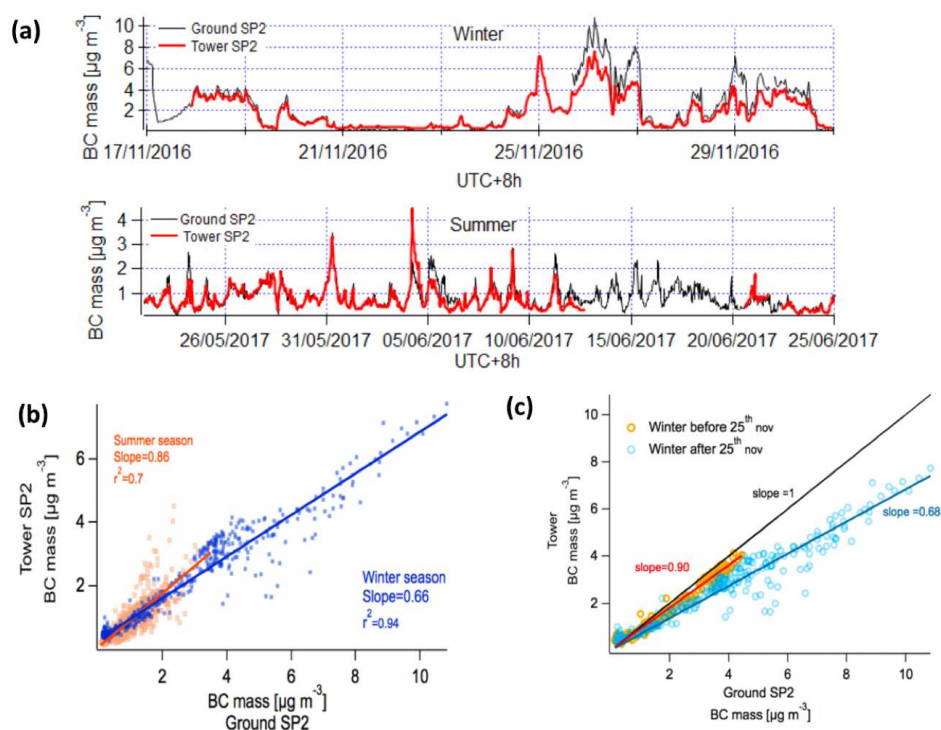 (a)
Ground SP2
Tower SP2
Winter
BC mass [µg m⁻³]
10
8
6
4
2
17/11/2016
21/11/2016
25/11/2016
29/11/2016
UTC+8h
Ground SP2
Tower SP2
Summer
BC mass [µg m⁻³]
4
3
2
1
26/05/2017
31/05/2017
05/06/2017
10/06/2017
15/06/2017
20/06/2017
25/06/2017
UTC+8h
(b)
Tower SP2
BC mass [µg m⁻³]
6
4
2
Summer season
Slope=0.86
r²=0.7
Winter season
Slope=0.66
r²=0.94
2
4
6
8
10
BC mass [µg m⁻³]
Ground SP2
(c)
Tower
BC mass [µg m⁻³]
10
8
6
4
2
Winter before 25th nov
Winter after 25th nov
slope =1
slope =0.68
slope=0.90
2
4
6
8
10
Ground SP2
BC mass [µg m⁻³]